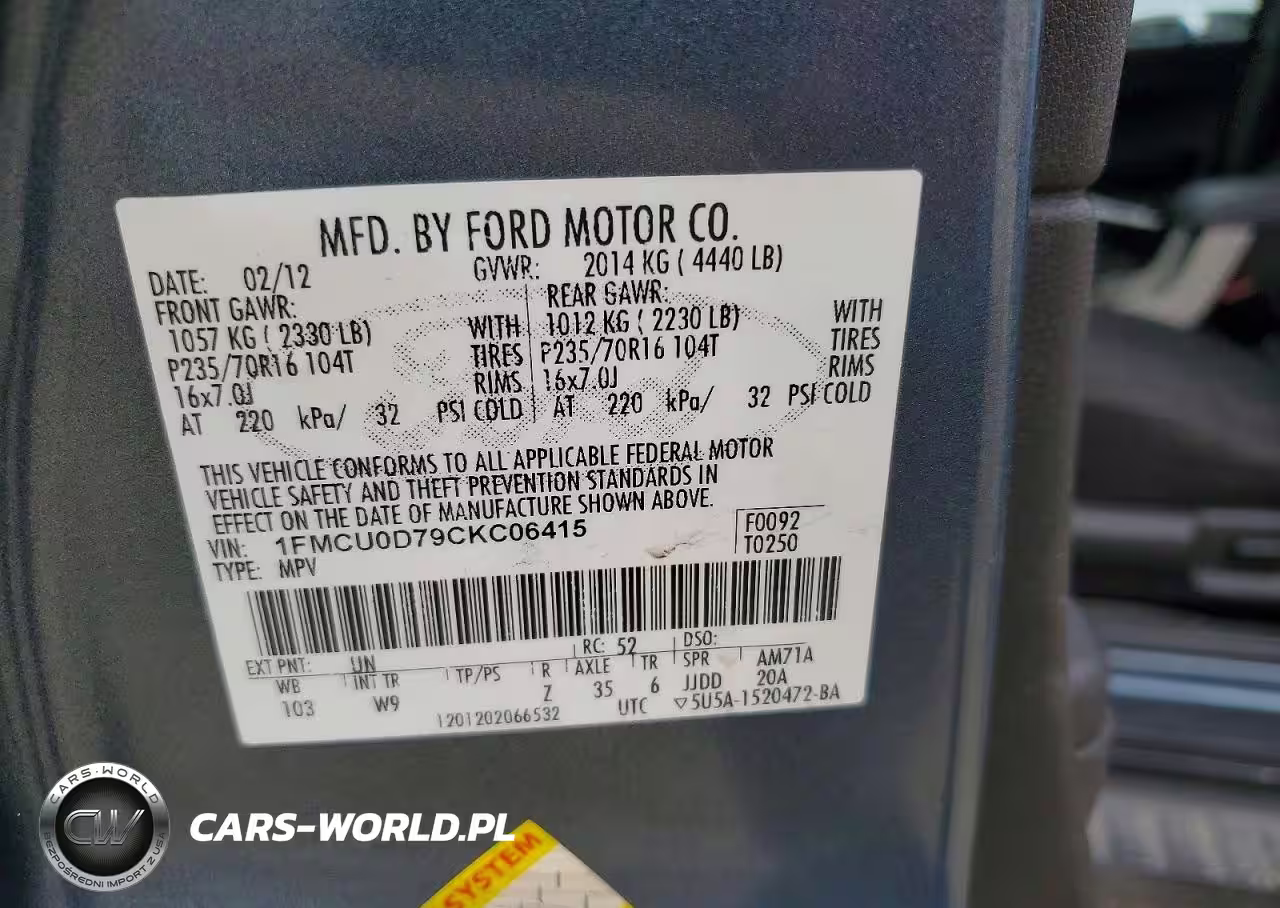 MFD. BY FORD MOTOR CO.
DATE: 02/12 GVWR: 2014 KG ( 4440 LB)
FRONT GAWR: REAR GAWR:
1057 KG ( 2330 LB) WITH 1012 KG ( 2230 LB) WITH
P235/70R16 104T TIRES P235/70R16 104T TIRES
16x7.0J RIMS 16x7.0J RIMS
AT 220 kPa/ 32 PSI COLD AT 220 kPa/ 32 PSI COLD
THIS VEHICLE CONFORMS TO ALL APPLICABLE FEDERAL MOTOR
VEHICLE SAFETY AND THEFT PREVENTION STANDARDS IN
EFFECT ON THE DATE OF MANUFACTURE SHOWN ABOVE.
VIN: 1FMCU0D79CKC06415 F0092
TYPE: MPV T0250
EXT PNT: UN RC: 52 DSO:
WB INT TR TP/PS R AXLE TR SPR AM71A
103 W9 Z 35 6 JJDD 20A
1201202066532 UTC ▽5U5A-1520472-BA
CARS-WORLD
CW
BEZPOŚREDNI IMPORT Z USA
CARS-WORLD.PL
SYSTEM